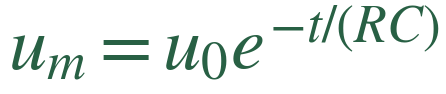 $u_m = u_0 e^{-t/(RC)}$